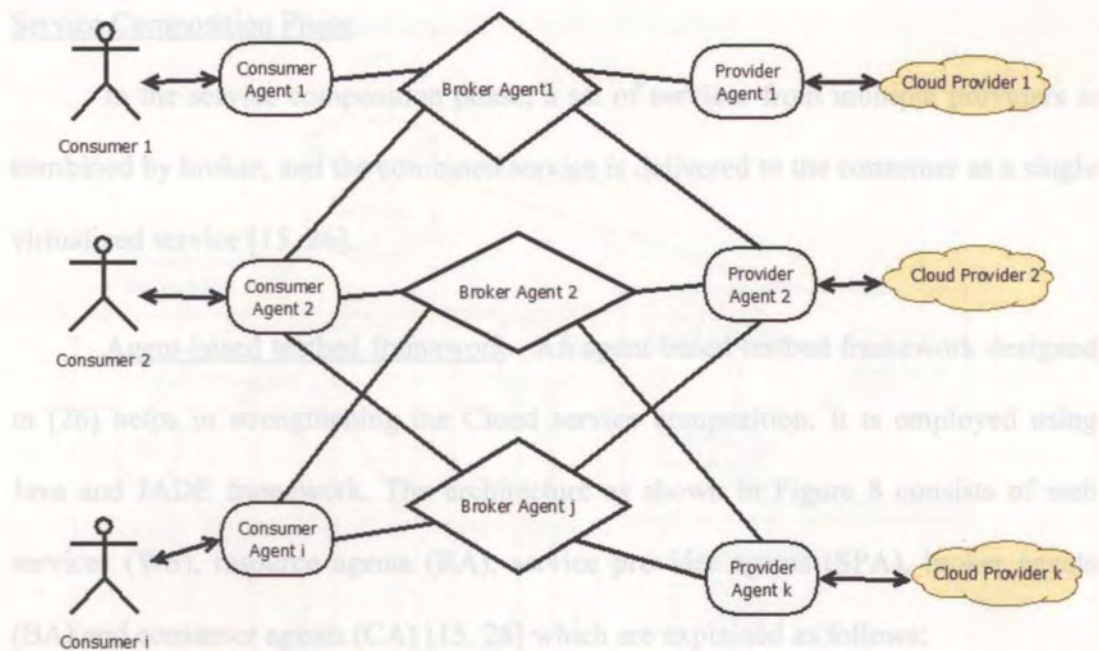 Service Composition Phase
In the service composition phase, a set of services from multiple providers is
combined by broker, and the combined service is delivered to the consumer as a single
virtualized service [15, 26].
Agent-based testbed framework An agent-based testbed framework designed
in [26] helps in strengthening the Cloud service composition. It is employed using
Java and JADE framework. The architecture as shown in Figure 8 consists of web
services (WS), resource agents (RA), service provider agents (SPA), broker agents
(BA) and consumer agents (CA) [15, 26] which are explained as follows:
Consumer 1
Consumer
Agent 1
Broker Agent1
Provider
Agent 1
Cloud Provider 1
Consumer 2
Consumer
Agent 2
Broker Agent 2
Provider
Agent 2
Cloud Provider 2
Consumer i
Consumer
Agent i
Broker Agent j
Provider
Agent k
Cloud Provider k